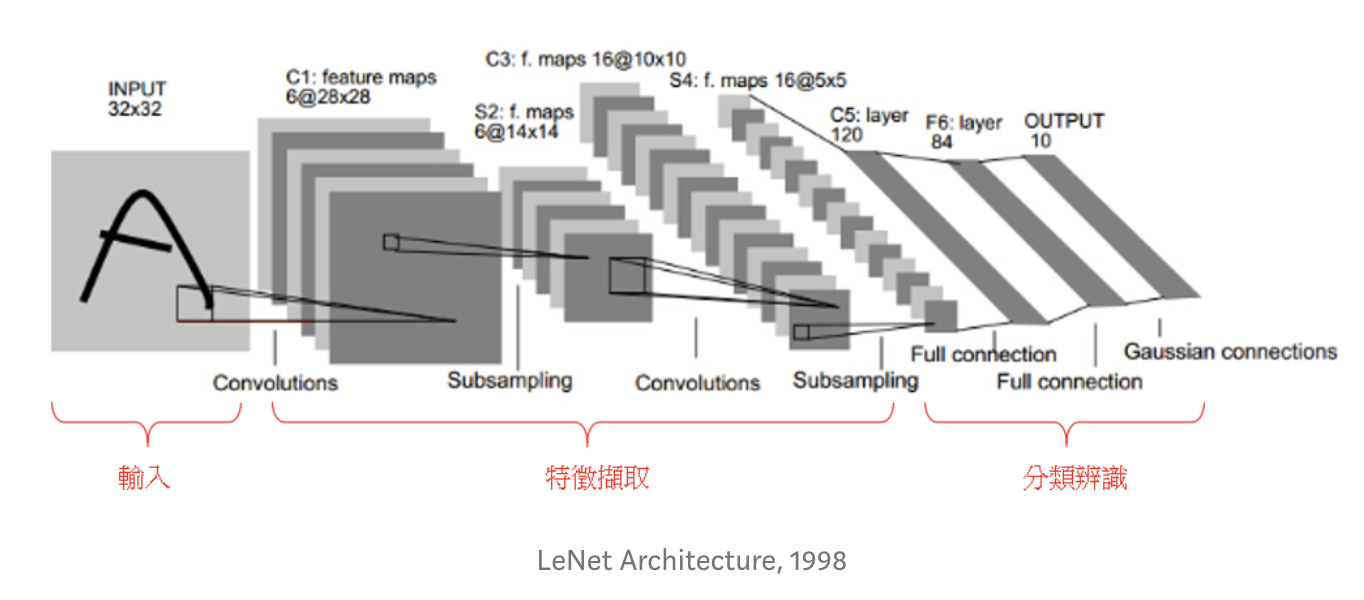 INPUT
32x32
C1: feature maps
6@28x28
S2: f. maps
6@14x14
C3: f. maps 16@10x10
S4: f. maps 16@5x5
C5: layer
120
F6: layer
84
OUTPUT
10
A
Convolutions
Subsampling
Convolutions
Subsampling
Full connection
Full connection
Gaussian connections
輸入
特徵擷取
分類辨識
LeNet Architecture, 1998